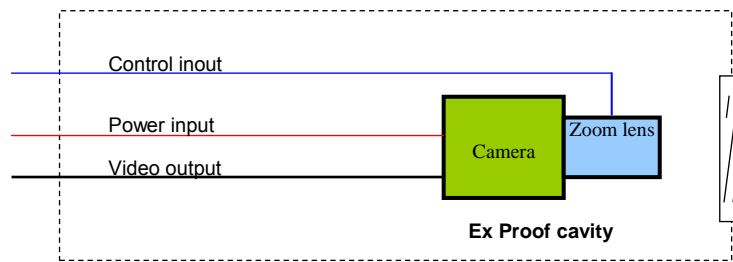 Control inout
Power input
Zoom lens
Camera
Video output
Ex Proof cavity